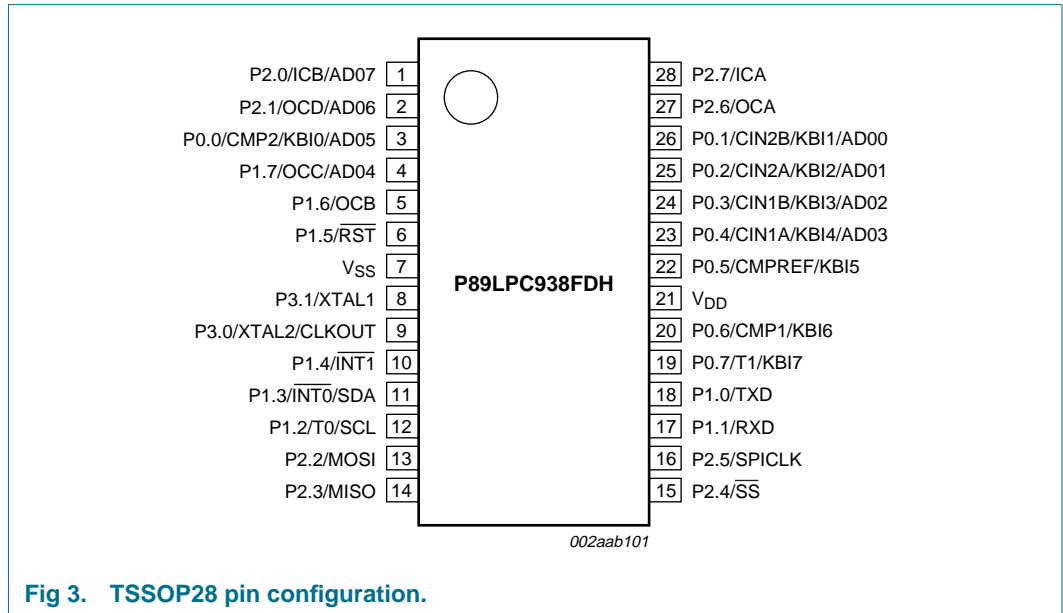 P2.0/ICB/AD07 1
P2.1/OCD/AD06 2
P0.0/CMP2/KBI0/AD05 3
P1.7/OCC/AD04 4
P1.6/OCB 5
P1.5/R̅S̅T̅ 6
VSS 7
P3.1/XTAL1 8
P3.0/XTAL2/CLKOUT 9
P1.4/I̅N̅T̅1̅ 10
P1.3/I̅N̅T̅0̅/SDA 11
P1.2/T0/SCL 12
P2.2/MOSI 13
P2.3/MISO 14
P89LPC938FDH
28 P2.7/ICA
27 P2.6/OCA
26 P0.1/CIN2B/KBI1/AD00
25 P0.2/CIN2A/KBI2/AD01
24 P0.3/CIN1B/KBI3/AD02
23 P0.4/CIN1A/KBI4/AD03
22 P0.5/CMPREF/KBI5
21 VDD
20 P0.6/CMP1/KBI6
19 P0.7/T1/KBI7
18 P1.0/TXD
17 P1.1/RXD
16 P2.5/SPICLK
15 P2.4/S̅S̅
002aab101
Fig 3. TSSOP28 pin configuration.